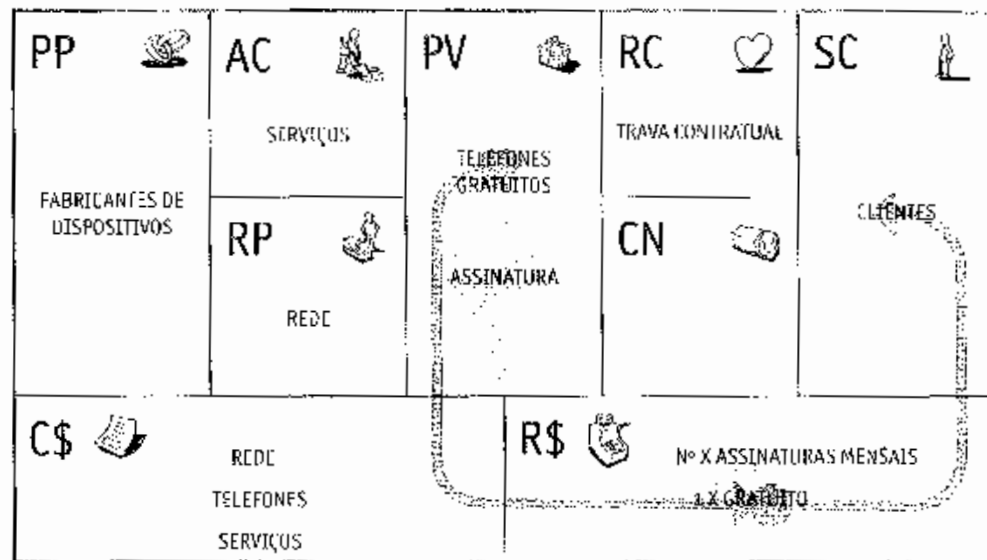 PP
FABRICANTES DE
DISPOSITIVOS
AC
SERVIÇOS
RP
REDE
PV
TELEFONES
GRATUITOS
ASSINATURA
RC
TRAVA CONTRATUAL
CN
SC
CLIENTES
C$
REDE
TELEFONES
SERVIÇOS
R$
Nº X ASSINATURAS MENSAIS
1 X GRATUITO